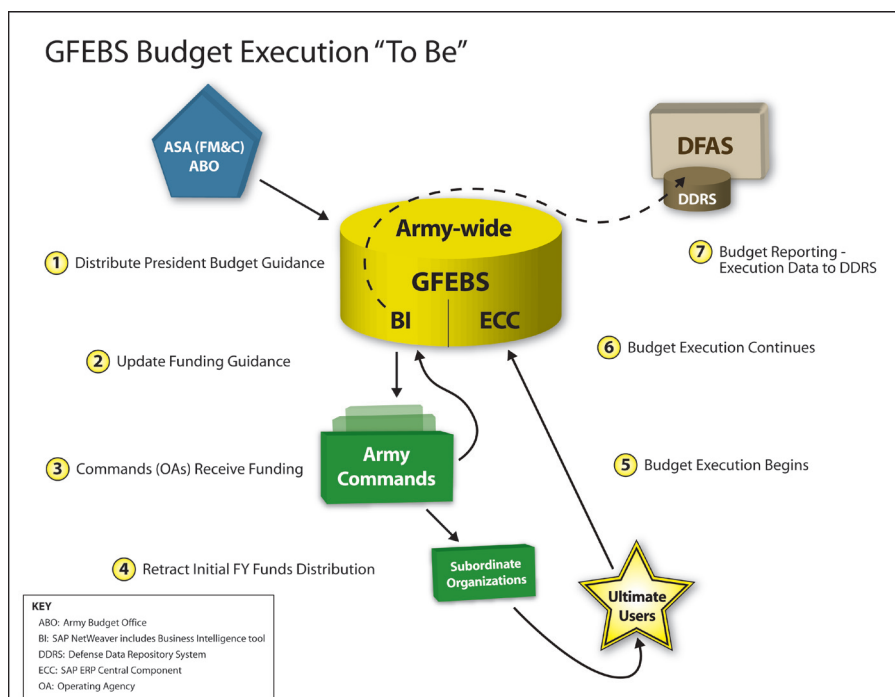 GFEBS Budget Execution “To Be”
ASA (FM&C)
ABO
DFAS
DDRS
Army-wide
GFEBS
BI
ECC
1 Distribute President Budget Guidance
7 Budget Reporting -
Execution Data to DDRS
2 Update Funding Guidance
6 Budget Execution Continues
Army
Commands
3 Commands (OAs) Receive Funding
5 Budget Execution Begins
4 Retract Initial FY Funds Distribution
Subordinate
Organizations
Ultimate
Users
KEY
ABO: Army Budget Office
BI: SAP NetWeaver includes Business Intelligence tool
DDRS: Defense Data Repository System
ECC: SAP ERP Central Component
OA: Operating Agency